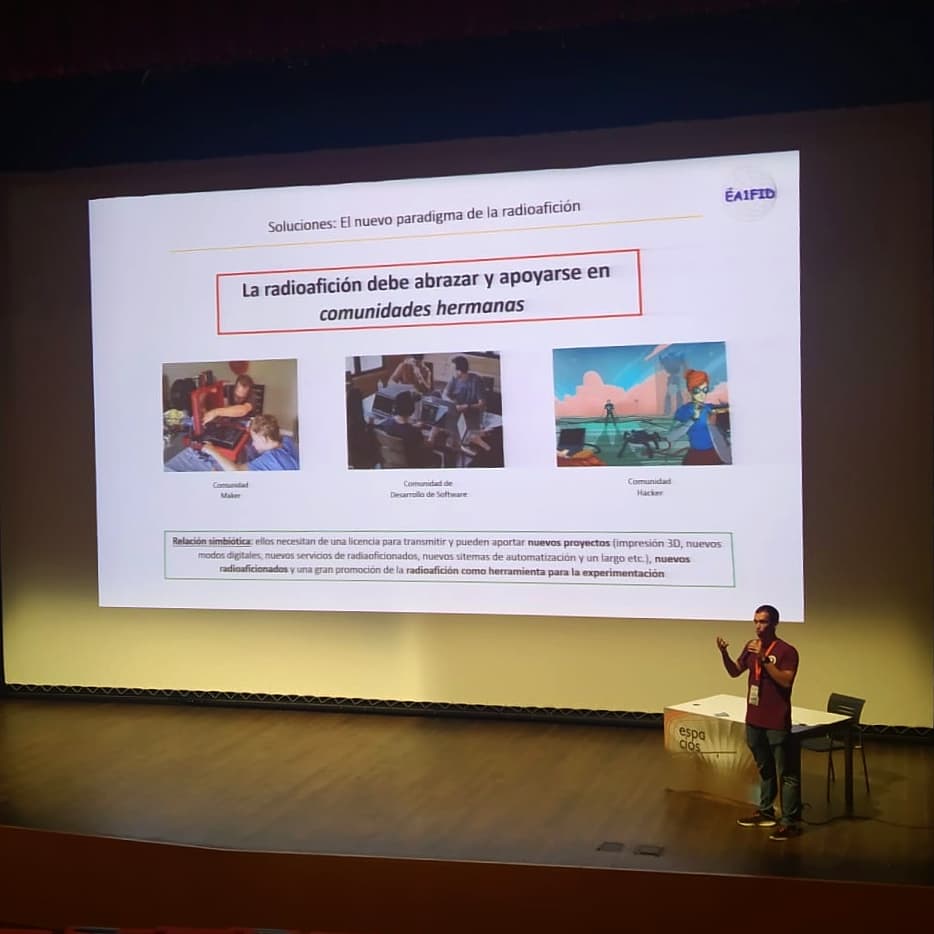 EA1FID
Soluciones: El nuevo paradigma de la radioafición
La radioafición debe abrazar y apoyarse en
comunidades hermanas
Comunidad
Maker
Comunidad de
Desarrollo de Software
Comunidad
Hacker
Relación simbiótica: ellos necesitan de una licencia para transmitir y pueden aportar nuevos proyectos (impresión 3D, nuevos
modos digitales, nuevos servicios de radiaoficionados, nuevos sitemas de automatización y un largo etc.), nuevos
radioaficionados y una gran promoción de la radioafición como herramienta para la experimentación
espa
cios